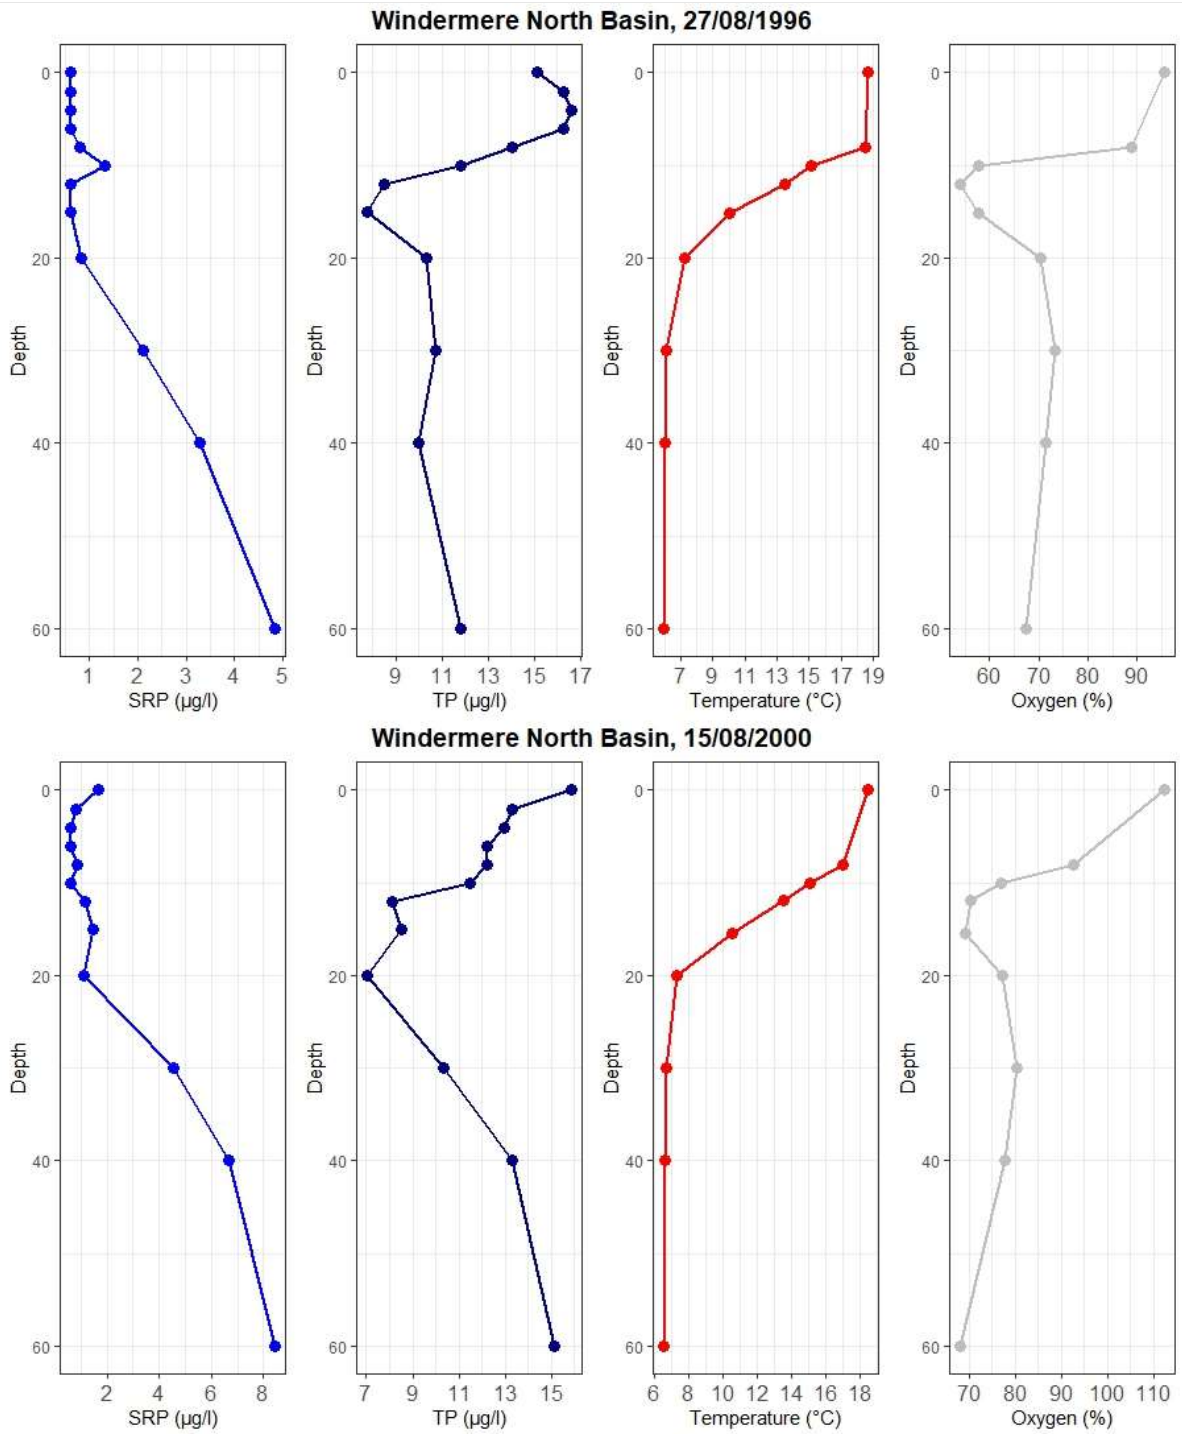 Windermere North Basin, 27/08/1996
0
20
40
60
Depth
1 2 3 4 5
SRP (µg/l)
0
20
40
60
Depth
9 11 13 15 17
TP (µg/l)
0
20
40
60
Depth
7 9 11 13 15 17 19
Temperature (°C)
0
20
40
60
Depth
60 70 80 90
Oxygen (%)
Windermere North Basin, 15/08/2000
0
20
40
60
Depth
2 4 6 8
SRP (µg/l)
0
20
40
60
Depth
7 9 11 13 15
TP (µg/l)
0
20
40
60
Depth
6 8 10 12 14 16 18
Temperature (°C)
0
20
40
60
Depth
70 80 90 100 110
Oxygen (%)